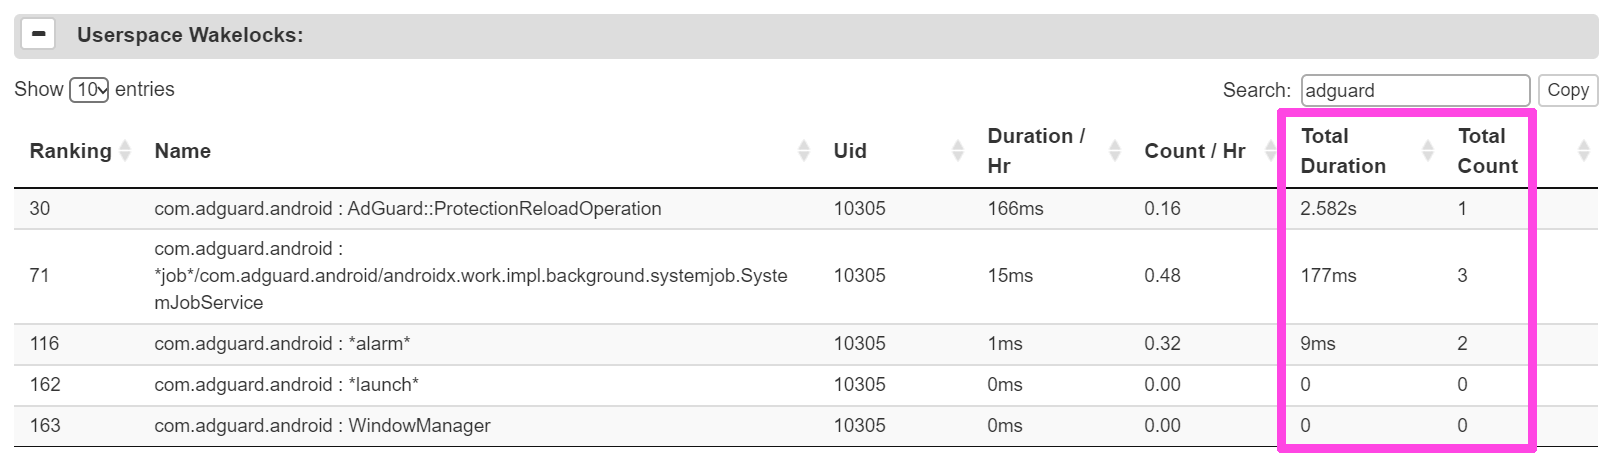 Userspace Wakelocks:
Show 10 entries
Search: adguard Copy
Ranking Name Uid Duration / Hr Count / Hr Total Duration Total Count
30 com.adguard.android : AdGuard::ProtectionReloadOperation 10305 166ms 0.16 2.582s 1
com.adguard.android :
71 *job*/com.adguard.android/androidx.work.impl.background.systemjob.Syste 10305 15ms 0.48 177ms 3
mJobService
116 com.adguard.android : *alarm* 10305 1ms 0.32 9ms 2
162 com.adguard.android : *launch* 10305 0ms 0.00 0 0
163 com.adguard.android : WindowManager 10305 0ms 0.00 0 0